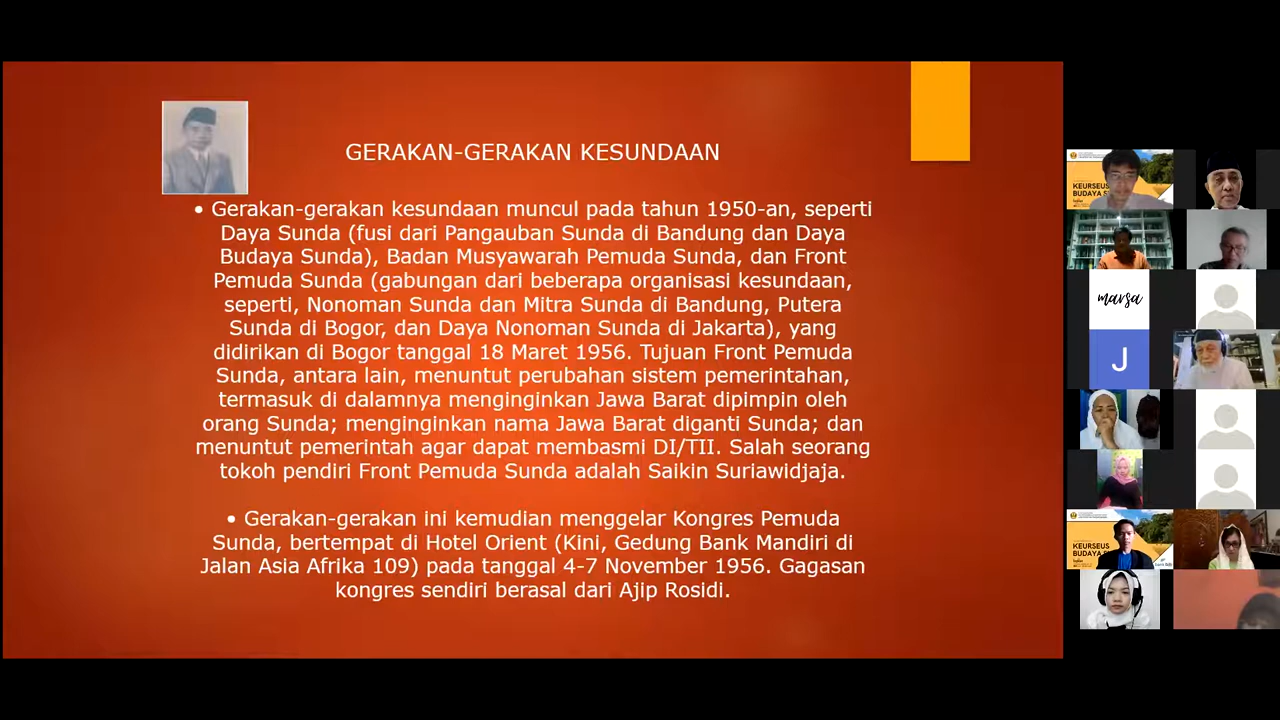 GERAKAN-GERAKAN KESUNDAAN
• Gerakan-gerakan kesundaan muncul pada tahun 1950-an, seperti
Daya Sunda (fusi dari Pangauban Sunda di Bandung dan Daya
Budaya Sunda), Badan Musyawarah Pemuda Sunda, dan Front
Pemuda Sunda (gabungan dari beberapa organisasi kesundaan,
seperti, Nonoman Sunda dan Mitra Sunda di Bandung, Putera
Sunda di Bogor, dan Daya Nonoman Sunda di Jakarta), yang
didirikan di Bogor tanggal 18 Maret 1956. Tujuan Front Pemuda
Sunda, antara lain, menuntut perubahan sistem pemerintahan,
termasuk di dalamnya menginginkan Jawa Barat dipimpin oleh
orang Sunda; menginginkan nama Jawa Barat diganti Sunda; dan
menuntut pemerintah agar dapat membasmi DI/TII. Salah seorang
tokoh pendiri Front Pemuda Sunda adalah Saikin Suriawidjaja.
• Gerakan-gerakan ini kemudian menggelar Kongres Pemuda
Sunda, bertempat di Hotel Orient (Kini, Gedung Bank Mandiri di
Jalan Asia Afrika 109) pada tanggal 4-7 November 1956. Gagasan
kongres sendiri berasal dari Ajip Rosidi.
KEURSEUS
BUDAYA S
marsa
J
KEURSEUS
BUDAYA S